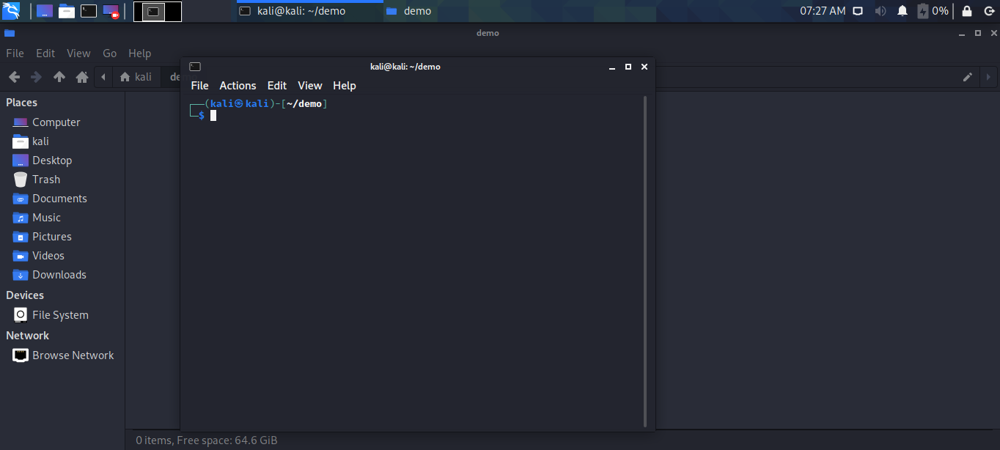 kali@kali: ~/demo
demo
07:27 AM
0%
demo
File Edit View Go Help
kali
Places
Computer
kali
Desktop
Trash
Documents
Music
Pictures
Videos
Downloads
Devices
File System
Network
Browse Network
kali@kali: ~/demo
File Actions Edit View Help
┌──(kali㉿kali)-[~/demo]
└─$
0 items, Free space: 64.6 GiB